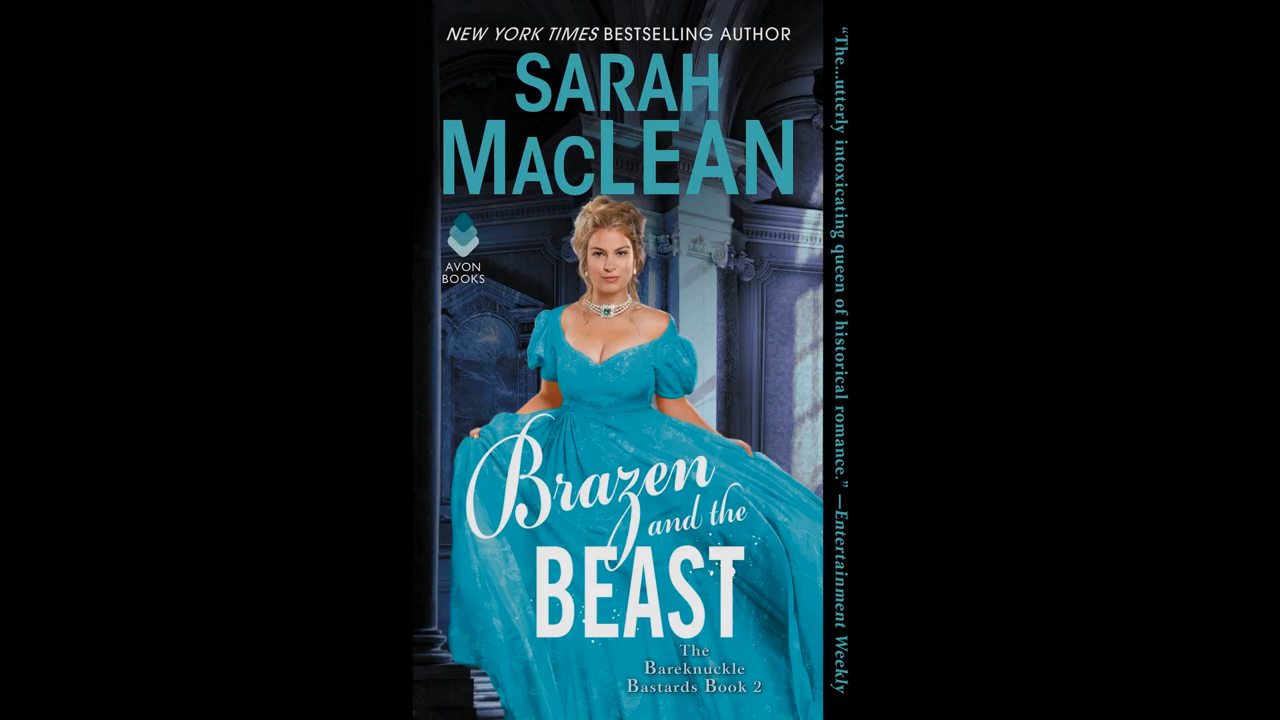 NEW YORK TIMES BESTSELLING AUTHOR
SARAH
MACLEAN
AVON
BOOKS
Brazen
and the
BEAST
The
Bareknuckle
Bastards Book 2
“The...utterly intoxicating queen of historical romance.” —Entertainment Weekly